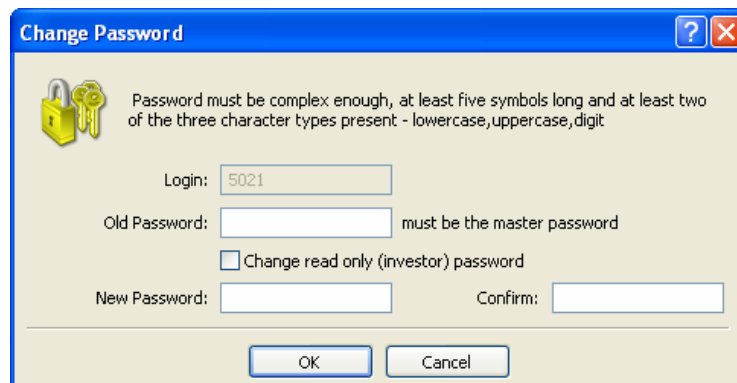 Change Password
?
Password must be complex enough, at least five symbols long and at least two
of the three character types present - lowercase,uppercase,digit
Login: 5021
Old Password: must be the master password
Change read only (investor) password
New Password: Confirm:
OK Cancel